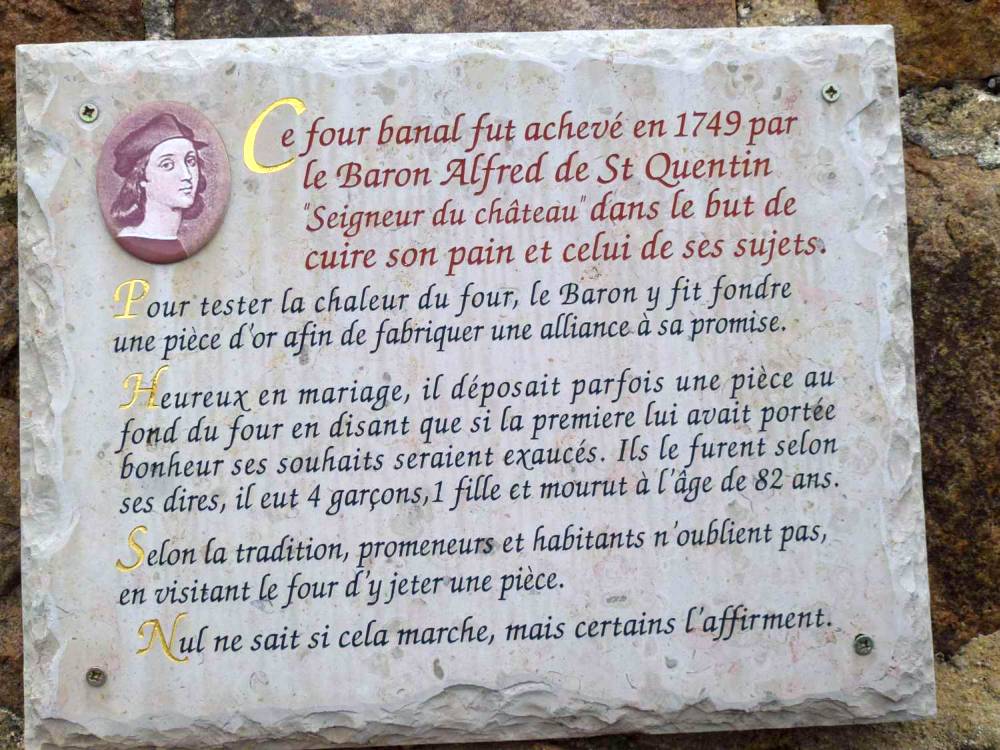 Ce four banal fut achevé en 1749 par
le Baron Alfred de St Quentin
"Seigneur du château" dans le but de
cuire son pain et celui de ses sujets.
Pour tester la chaleur du four, le Baron y fit fondre
une pièce d'or afin de fabriquer une alliance à sa promise.
Heureux en mariage, il déposait parfois une pièce au
fond du four en disant que si la premiere lui avait portée
bonheur ses souhaits seraient exaucés. Ils le furent selon
ses dires, il eut 4 garçons,1 fille et mourut à l'âge de 82 ans.
Selon la tradition, promeneurs et habitants n'oublient pas,
en visitant le four d'y jeter une pièce.
Nul ne sait si cela marche, mais certains l'affirment.